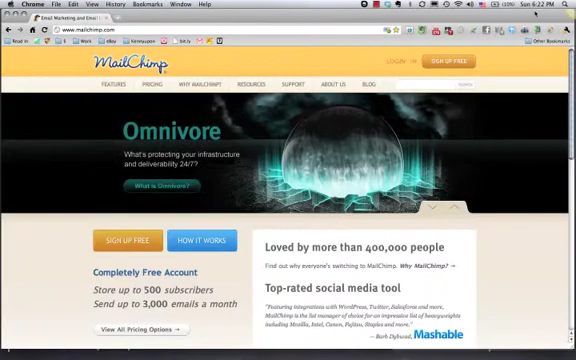 Chrome File Edit View History Bookmarks Window Help
Sun 6:22 PM
Email Marketing and Email
www.mailchimp.com
Read in S Work eBay bit.ly Other Bookmarks
MailChimp
LOGIN OR SIGN UP FREE
FEATURES PRICING WHY MAILCHIMP? RESOURCES SUPPORT ABOUT US BLOG SEARCH
Omnivore
What's protecting your infrastructure
and deliverability 24/7?
What is Omnivore?
SIGN UP FREE HOW IT WORKS
Completely Free Account
Store up to 500 subscribers
Send up to 3,000 emails a month
View All Pricing Options →
Loved by more than 400,000 people
Find out why everyone's switching to MailChimp. Why MailChimp? →
Top-rated social media tool
"Featuring integrations with WordPress, Twitter, Salesforce and more,
MailChimp is the list manager of choice for an impressive list of heavyweights
including Mozilla, Intel, Canon, Fujitsu, Staples and more."
— Barb Dybwad, Mashable